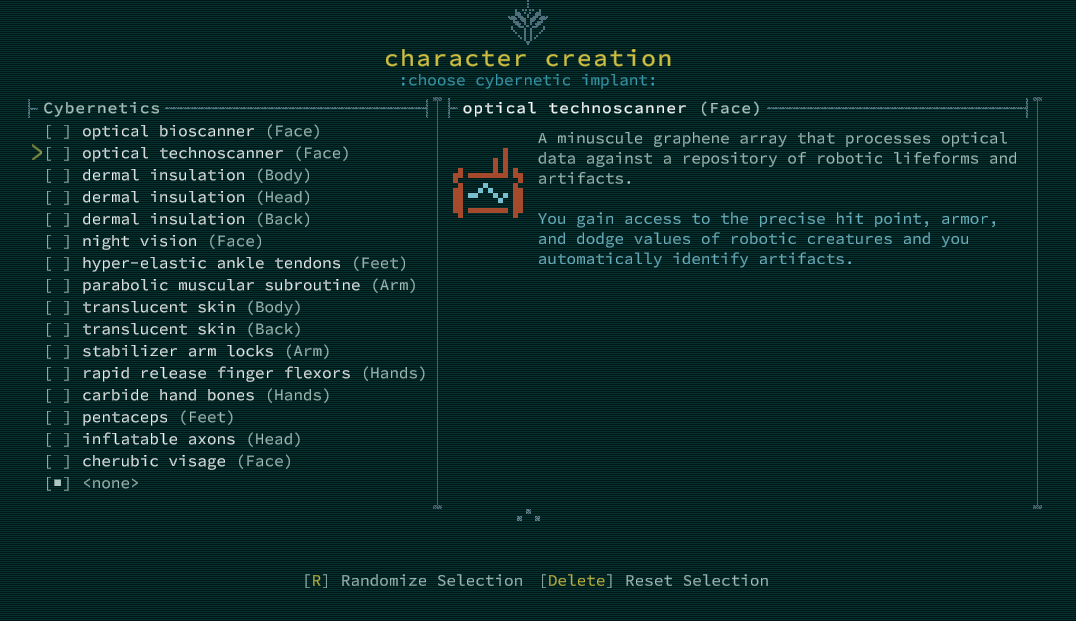 character creation
:choose cybernetic implant:
Cybernetics
[ ] optical bioscanner (Face)
>[ ] optical technoscanner (Face)
[ ] dermal insulation (Body)
[ ] dermal insulation (Head)
[ ] dermal insulation (Back)
[ ] night vision (Face)
[ ] hyper-elastic ankle tendons (Feet)
[ ] parabolic muscular subroutine (Arm)
[ ] translucent skin (Body)
[ ] translucent skin (Back)
[ ] stabilizer arm locks (Arm)
[ ] rapid release finger flexors (Hands)
[ ] carbide hand bones (Hands)
[ ] pentaceps (Feet)
[ ] inflatable axons (Head)
[ ] cherubic visage (Face)
[■] <none>
optical technoscanner (Face)
A minuscule graphene array that processes optical
data against a repository of robotic lifeforms and
artifacts.
You gain access to the precise hit point, armor,
and dodge values of robotic creatures and you
automatically identify artifacts.
[R] Randomize Selection [Delete] Reset Selection